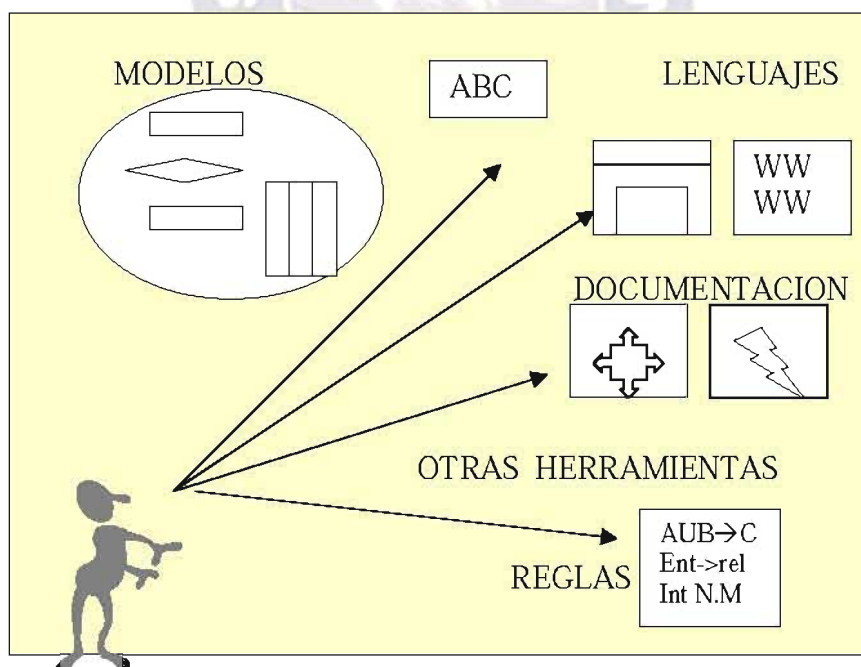 MODELOS
ABC
LENGUAJES
WW
WW
DOCUMENTACION
OTRAS HERRAMIENTAS
REGLAS
AUB→C
Ent->rel
Int N.M